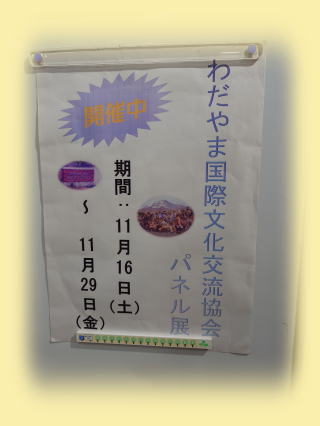 わだやま国際文化交流協会
パネル展
開催中
期間：11月16日（土）
～ 11月29日（金）